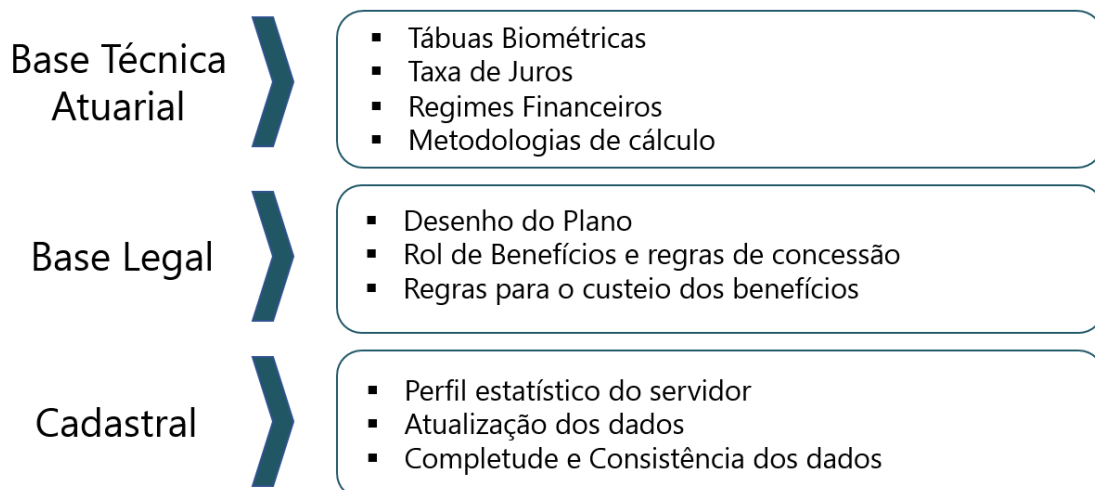 Base Técnica
Atuarial
▪ Tábuas Biométricas
▪ Taxa de Juros
▪ Regimes Financeiros
▪ Metodologias de cálculo
Base Legal
▪ Desenho do Plano
▪ Rol de Benefícios e regras de concessão
▪ Regras para o custeio dos benefícios
Cadastral
▪ Perfil estatístico do servidor
▪ Atualização dos dados
▪ Completude e Consistência dos dados